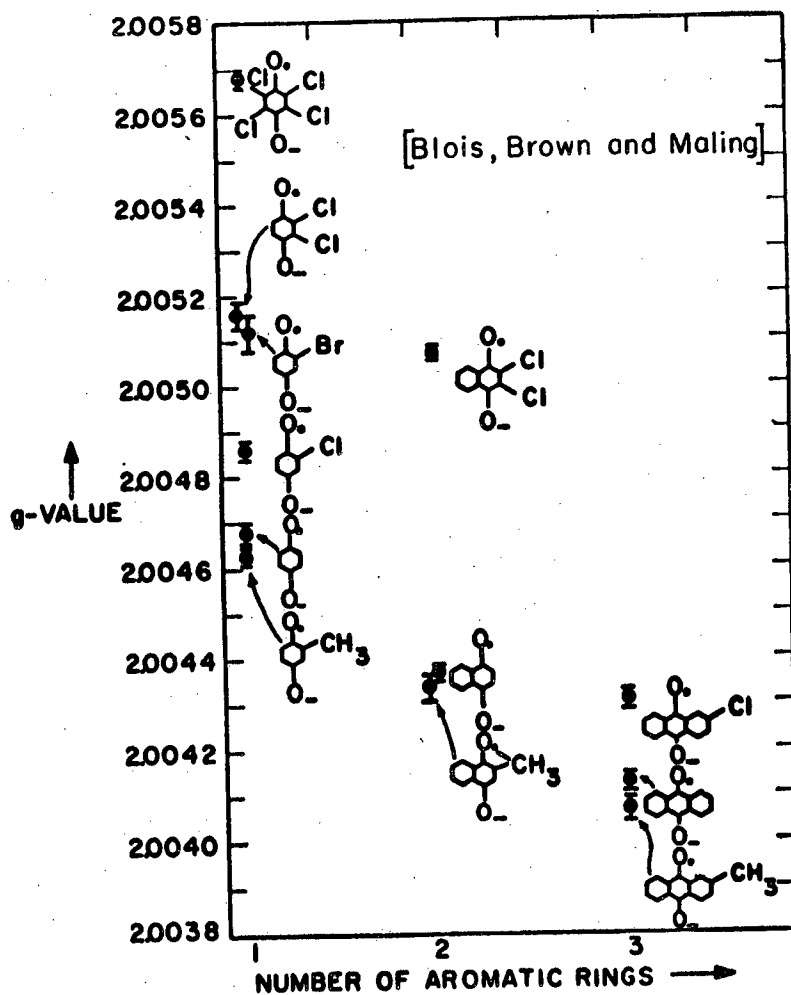 2.0058
O.
Cl Cl
2.0056
Cl Cl
O–
[Blois, Brown and Maling]
O.
2.0054
Cl
Cl
O–
2.0052
O.
Br
O.
Cl
2.0050
Cl
O–
O–
O.
Cl
2.0048
g-VALUE
O–
O.
2.0046
O–
O.
CH3
O.
2.0044
O–
O.
Cl
O–
2.0042
O.
CH3
O–
O.
O–
O–
2.0040
O.
CH3
2.0038
O–
1 2 3
NUMBER OF AROMATIC RINGS